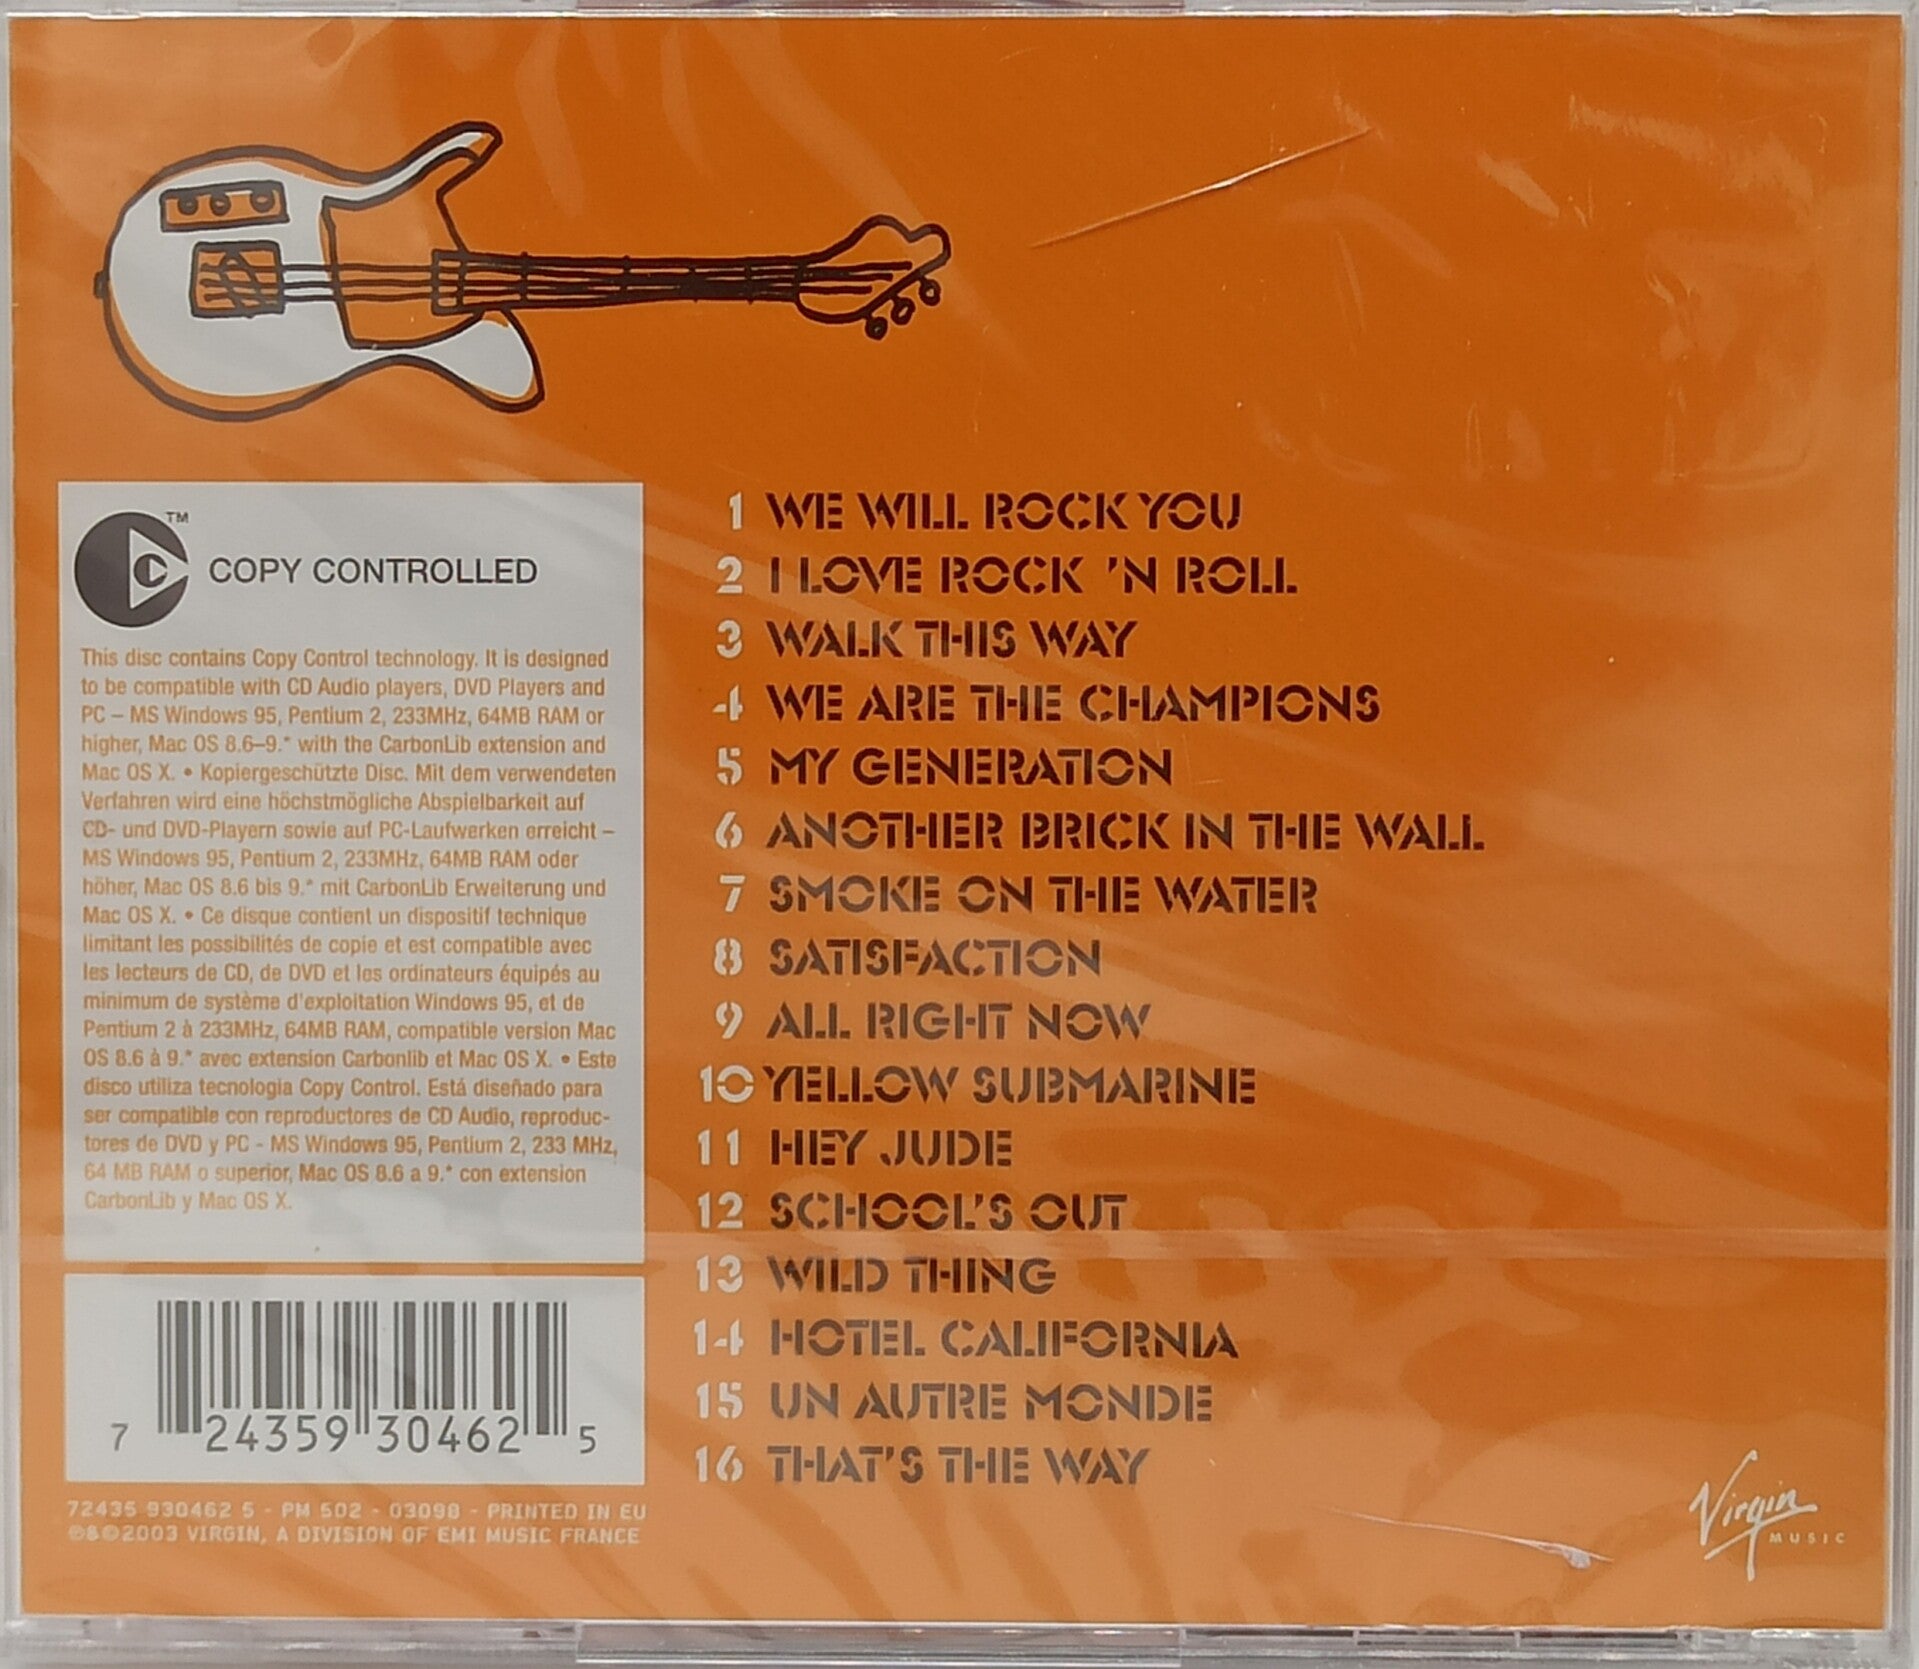 ™
COPY CONTROLLED
This disc contains Copy Control technology. It is designed
to be compatible with CD Audio players, DVD Players and
PC – MS Windows 95, Pentium 2, 233MHz, 64MB RAM or
higher, Mac OS 8.6–9.* with the CarbonLib extension and
Mac OS X. • Kopiergeschützte Disc. Mit dem verwendeten
Verfahren wird eine höchstmögliche Abspielbarkeit auf
CD- und DVD-Playern sowie auf PC-Laufwerken erreicht –
MS Windows 95, Pentium 2, 233MHz, 64MB RAM oder
höher, Mac OS 8.6 bis 9.* mit CarbonLib Erweiterung und
Mac OS X. • Ce disque contient un dispositif technique
limitant les possibilités de copie et est compatible avec
les lecteurs de CD, de DVD et les ordinateurs équipés au
minimum de système d'exploitation Windows 95, et de
Pentium 2 à 233MHz, 64MB RAM, compatible version Mac
OS 8.6 à 9.* avec extension Carbonlib et Mac OS X. • Este
disco utiliza tecnologia Copy Control. Está diseñado para
ser compatible con reproductores de CD Audio, reproduc-
tores de DVD y PC - MS Windows 95, Pentium 2, 233 MHz,
64 MB RAM o superior, Mac OS 8.6 a 9.* con extension
CarbonLib y Mac OS X.
7 24359 30462 5
72435 930462 5 - PM 502 - 03098 - PRINTED IN EU
℗&©2003 VIRGIN, A DIVISION OF EMI MUSIC FRANCE
1 WE WILL ROCK YOU
2 I LOVE ROCK 'N ROLL
3 WALK THIS WAY
4 WE ARE THE CHAMPIONS
5 MY GENERATION
6 ANOTHER BRICK IN THE WALL
7 SMOKE ON THE WATER
8 SATISFACTION
9 ALL RIGHT NOW
10 YELLOW SUBMARINE
11 HEY JUDE
12 SCHOOL'S OUT
13 WILD THING
14 HOTEL CALIFORNIA
15 UN AUTRE MONDE
16 THAT'S THE WAY
Virgin
MUSIC